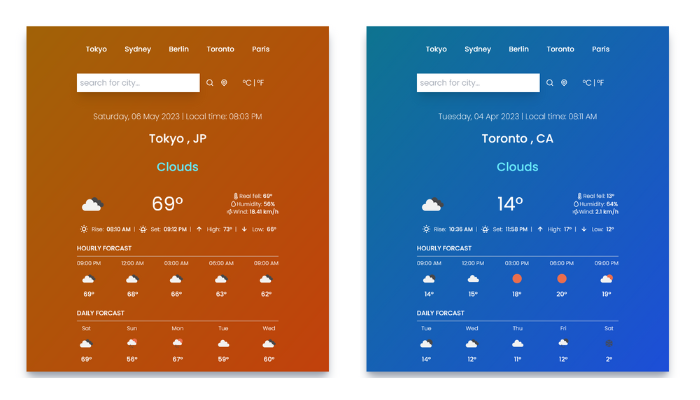 Tokyo Sydney Berlin Toronto Paris
search for city... °C | °F
Saturday, 06 May 2023 | Local time: 08:03 PM
Tokyo , JP
Clouds
69°
Real fell: 69°
Humidity: 56%
Wind: 18.41 km/h
Rise: 08:10 AM | Set: 09:12 PM | High: 73° | Low: 66°
HOURLY FORCAST
09:00 PM 12:00 AM 03:00 AM 06:00 AM 09:00 AM
69° 68° 66° 63° 62°
DAILY FORCAST
Sat Sun Mon Tue Wed
69° 56° 67° 59° 60°
Tokyo Sydney Berlin Toronto Paris
search for city... °C | °F
Tuesday, 04 Apr 2023 | Local time: 08:11 AM
Toronto , CA
Clouds
14°
Real fell: 13°
Humidity: 64%
Wind: 2.1 km/h
Rise: 10:36 AM | Set: 11:58 PM | High: 17° | Low: 12°
HOURLY FORCAST
09:00 AM 12:00 PM 03:00 PM 06:00 PM 09:00 PM
14° 15° 18° 20° 19°
DAILY FORCAST
Tue Wed Thu Fri Sat
14° 12° 11° 12° 2°